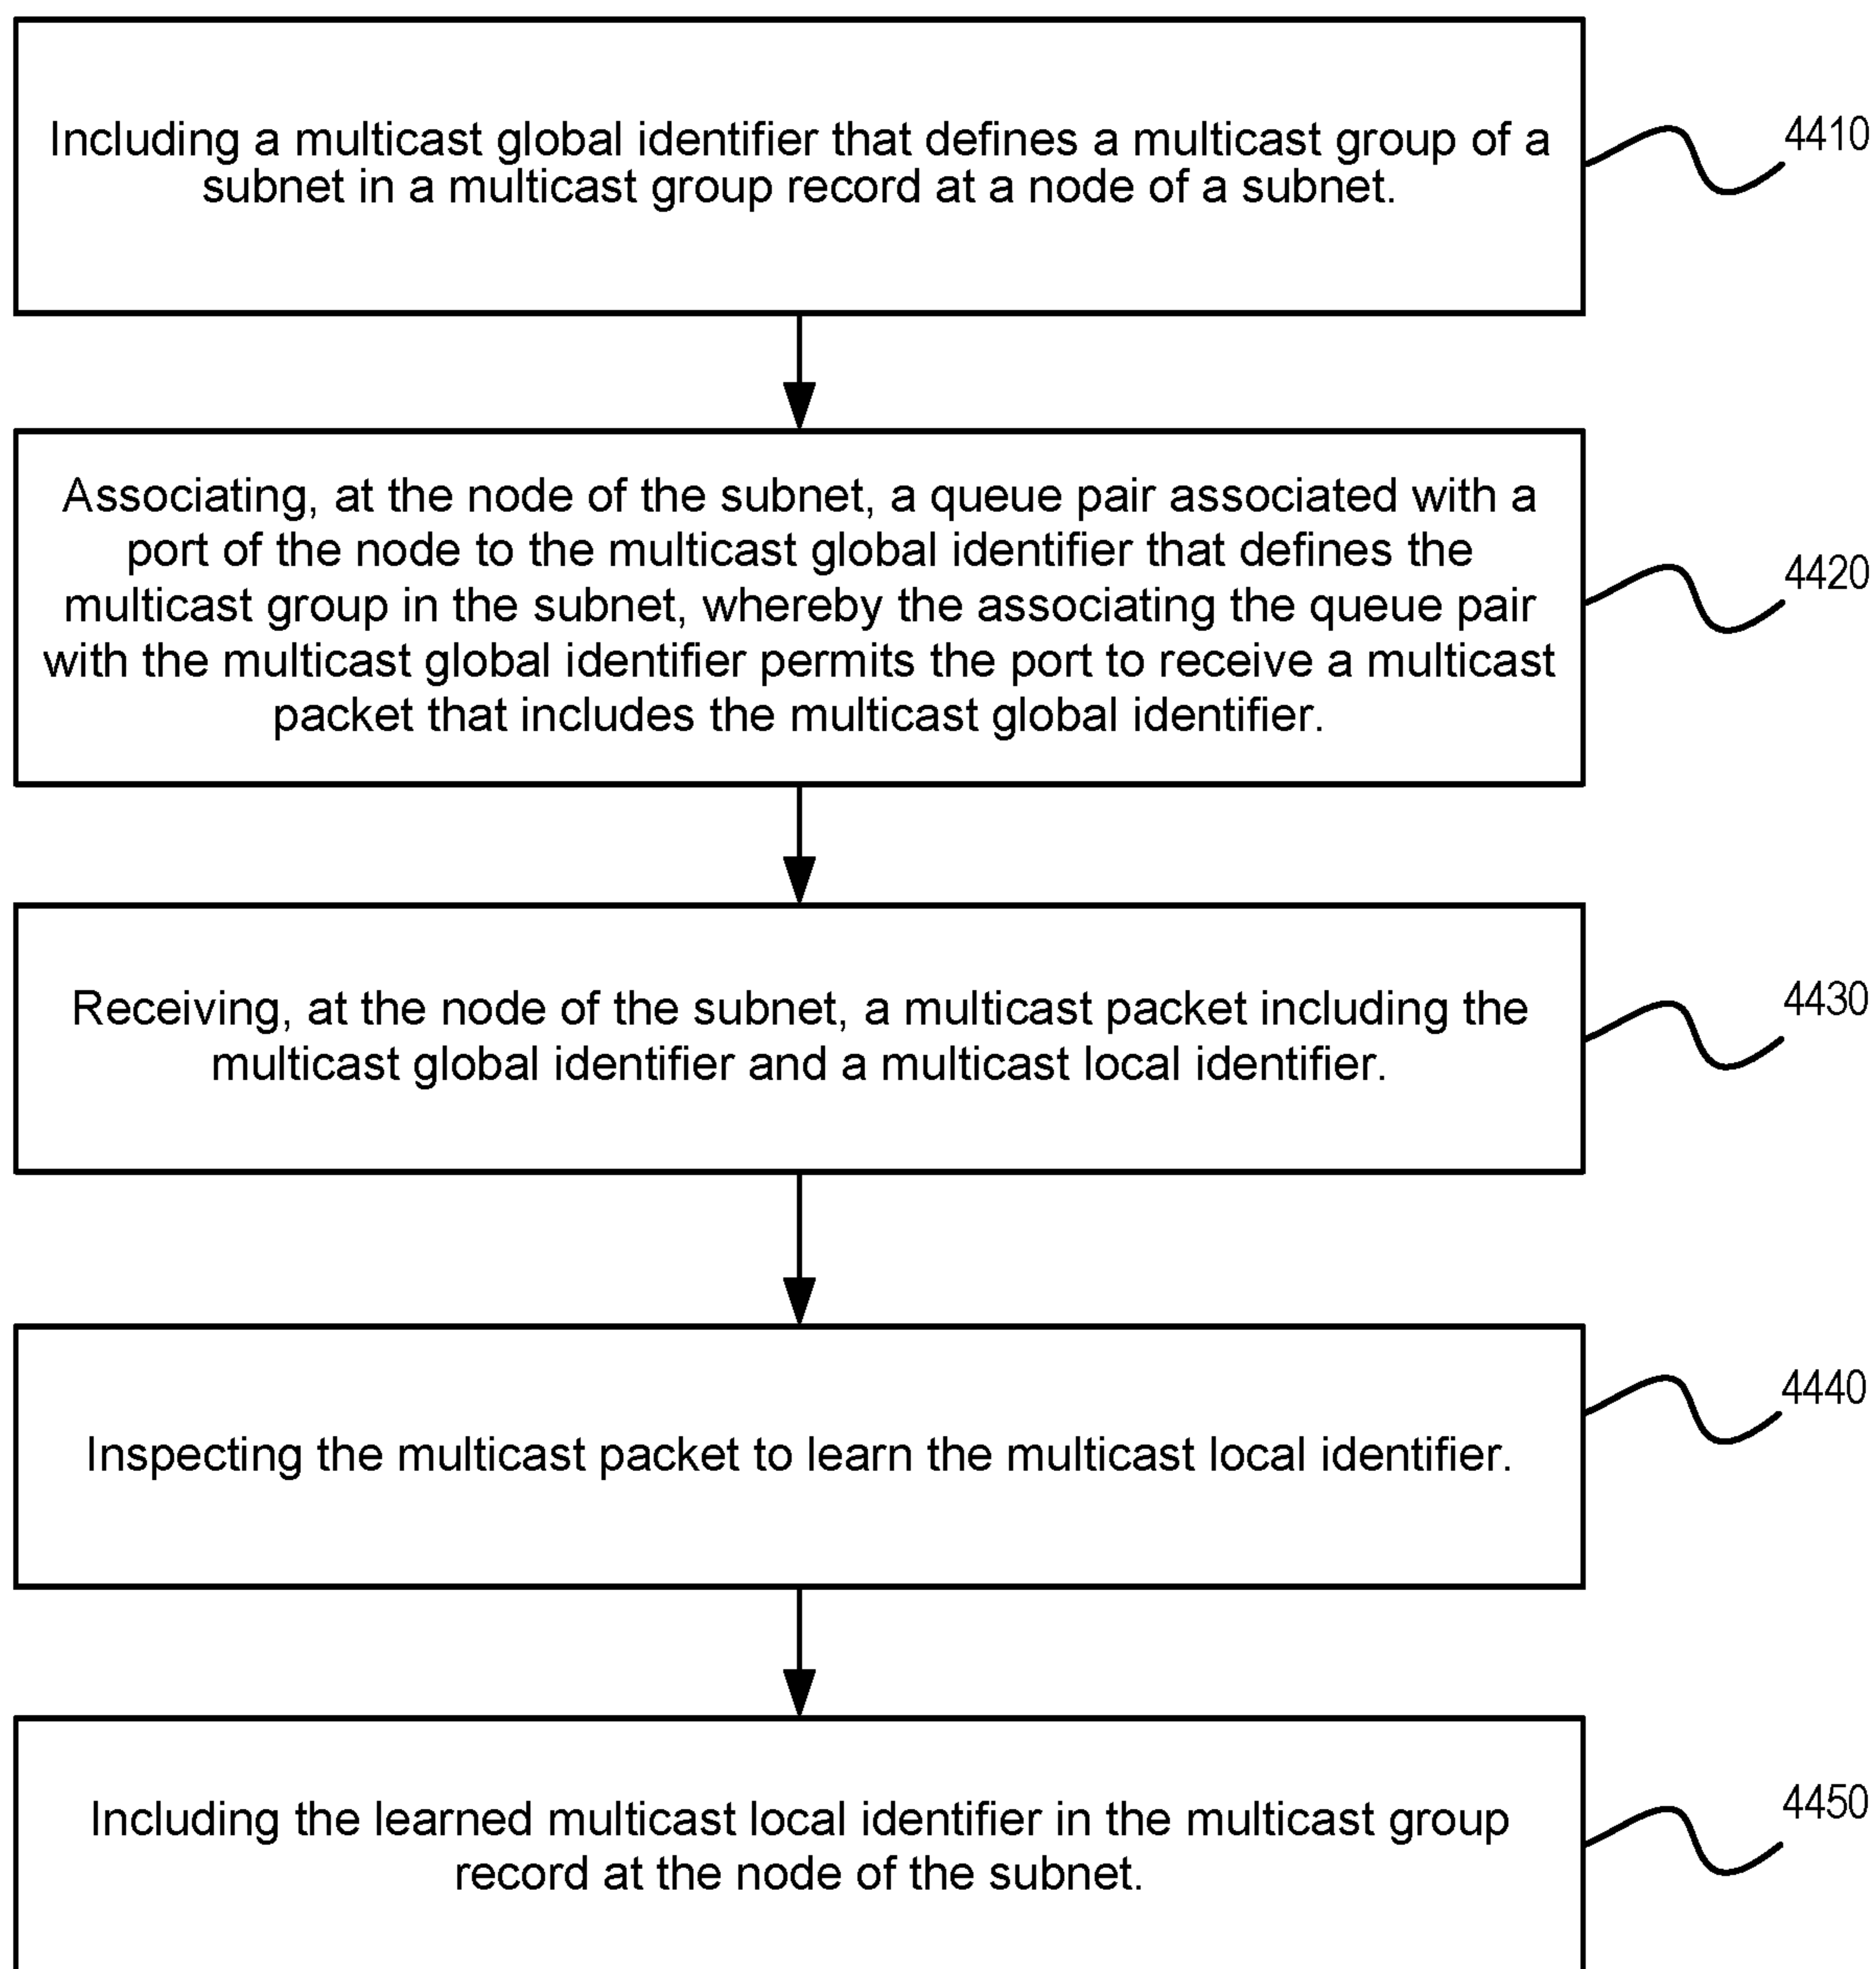 Including a multicast global identifier that defines a multicast group of a
subnet in a multicast group record at a node of a subnet.
4410
Associating, at the node of the subnet, a queue pair associated with a
port of the node to the multicast global identifier that defines the
multicast group in the subnet, whereby the associating the queue pair
with the multicast global identifier permits the port to receive a multicast
packet that includes the multicast global identifier.
4420
Receiving, at the node of the subnet, a multicast packet including the
multicast global identifier and a multicast local identifier.
4430
Inspecting the multicast packet to learn the multicast local identifier.
4440
Including the learned multicast local identifier in the multicast group
record at the node of the subnet.
4450